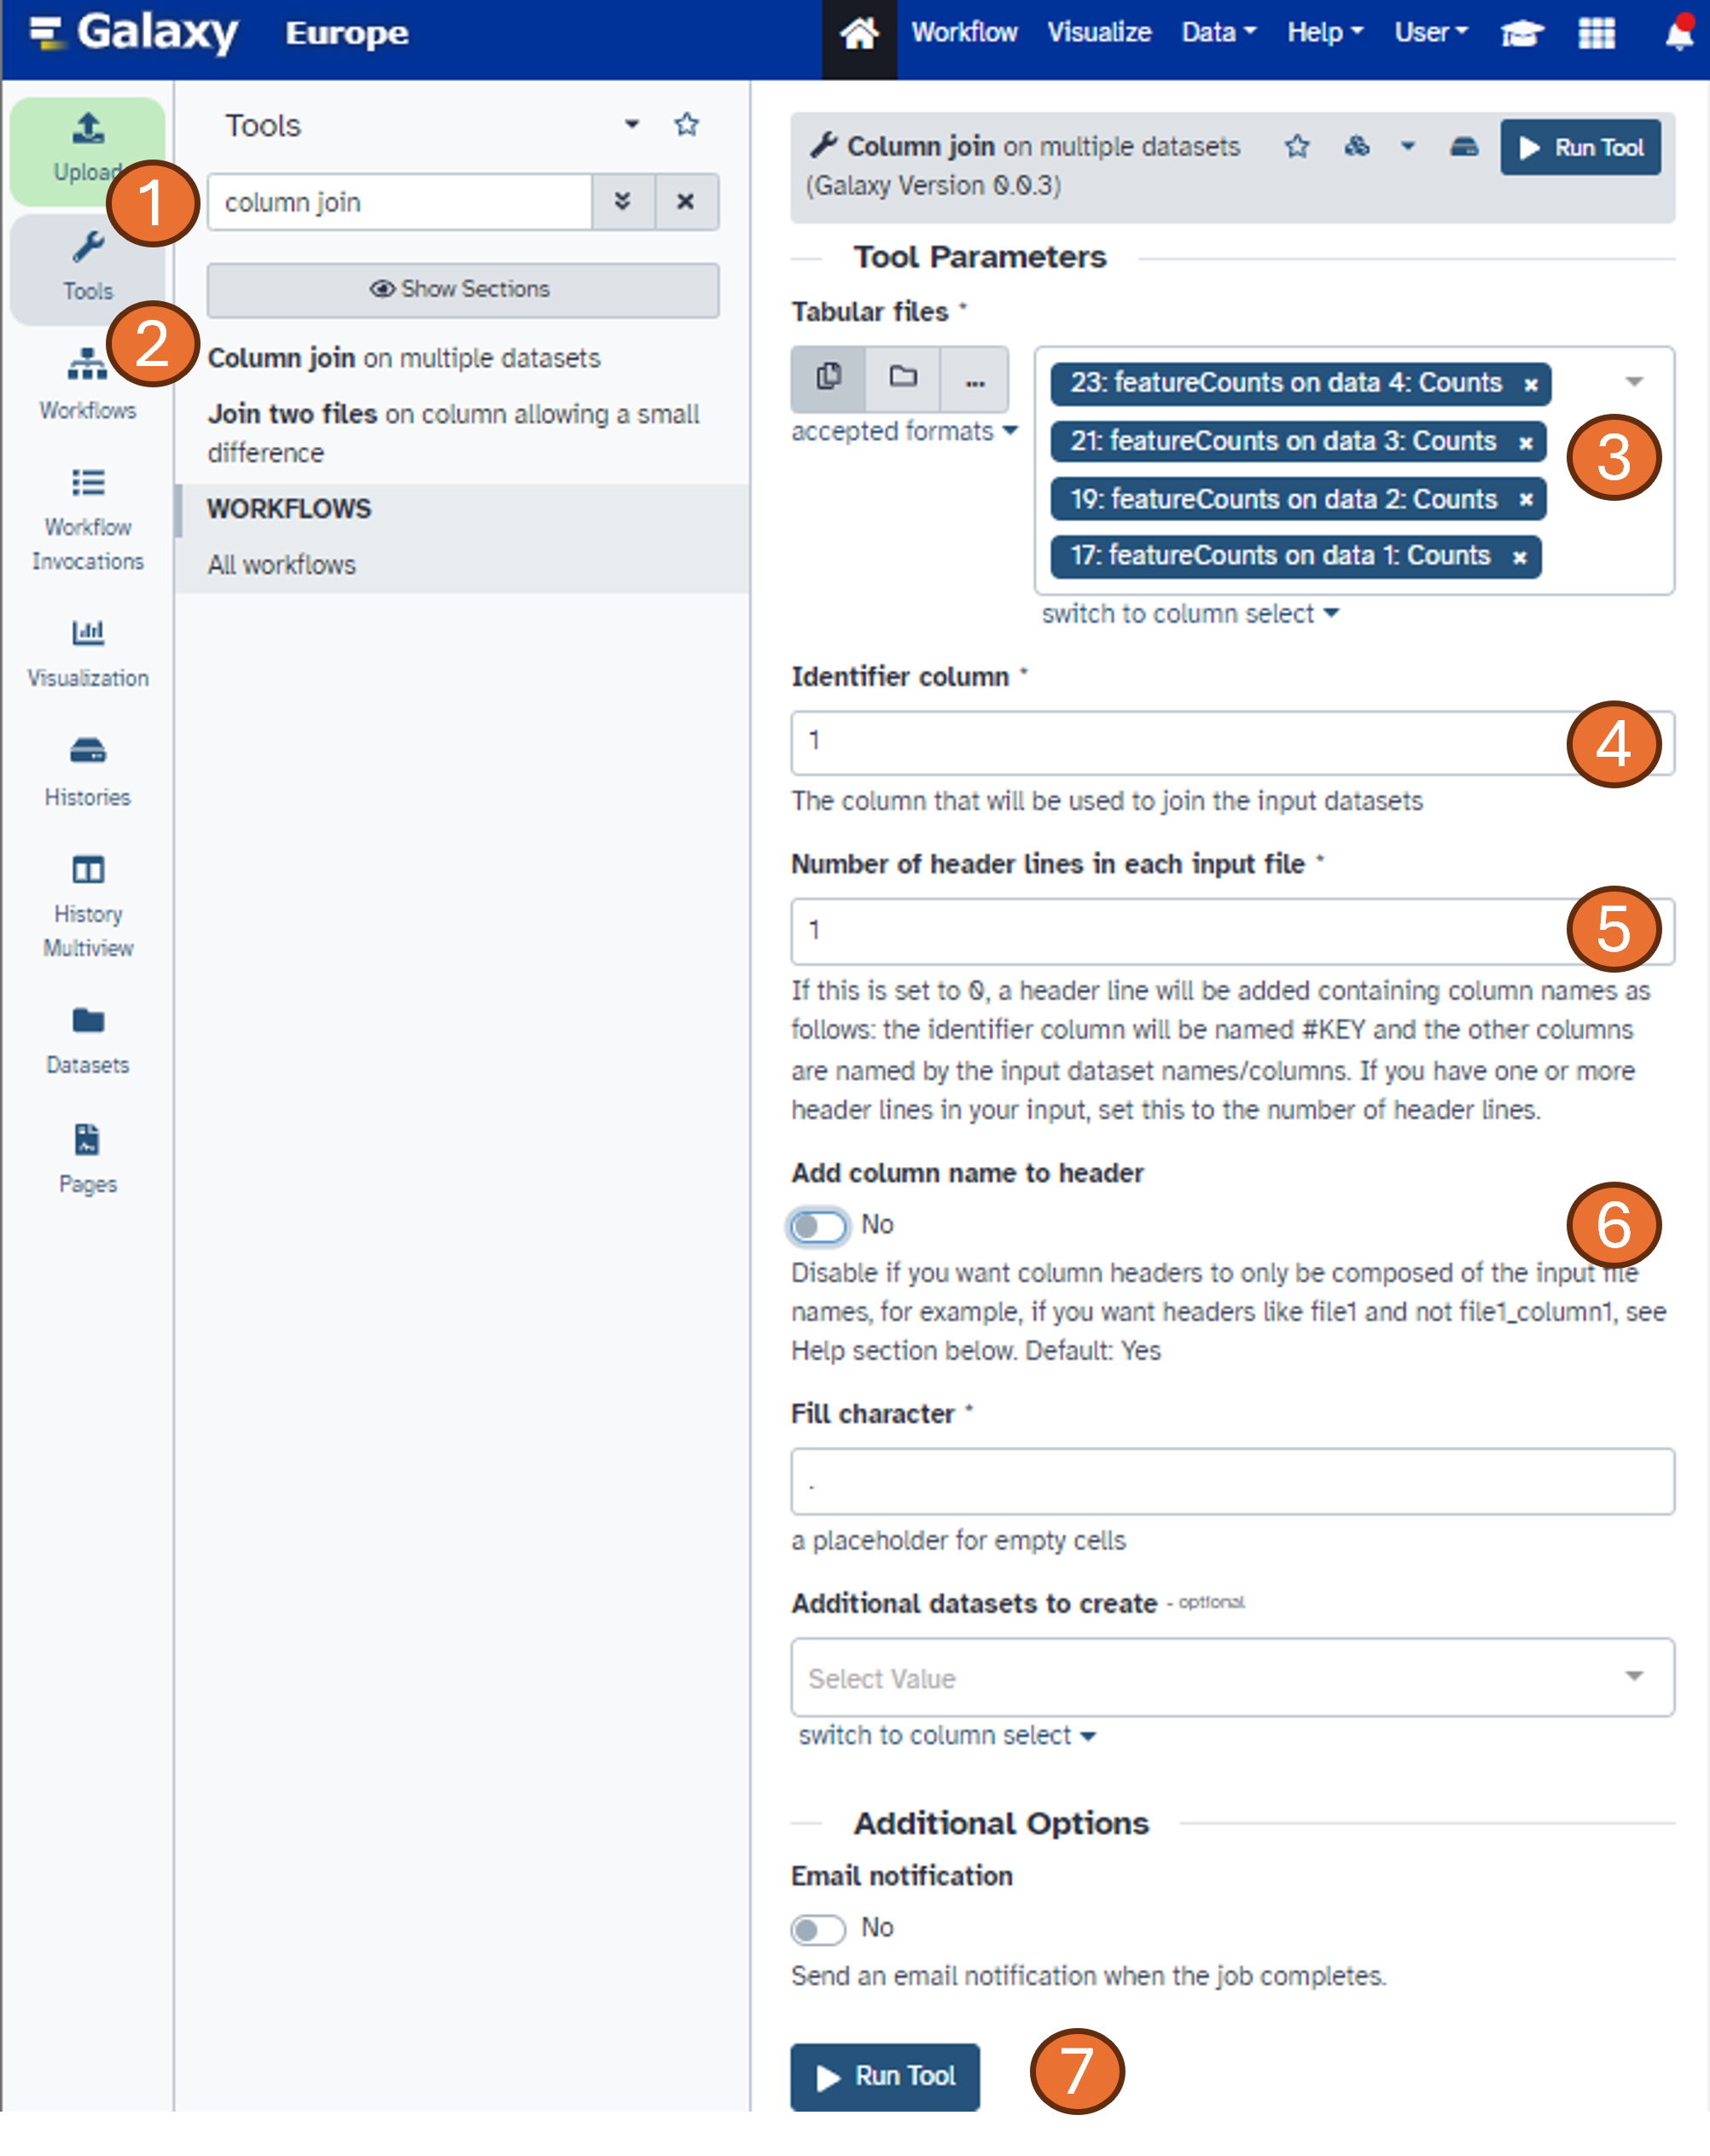 Galaxy Europe
Workflow Visualize Data Help User
Upload
Tools
Workflows
Workflow
Invocations
Visualization
Histories
History
Multiview
Datasets
Pages
1
2
Tools
column join
Show Sections
Column join on multiple datasets
Join two files on column allowing a small
difference
WORKFLOWS
All workflows
Column join on multiple datasets
(Galaxy Version 0.0.3)
Run Tool
Tool Parameters
Tabular files *
...
accepted formats
23: featureCounts on data 4: Counts ×
21: featureCounts on data 3: Counts ×
19: featureCounts on data 2: Counts ×
17: featureCounts on data 1: Counts ×
3
switch to column select
Identifier column *
1
4
The column that will be used to join the input datasets
Number of header lines in each input file *
1
5
If this is set to 0, a header line will be added containing column names as
follows: the identifier column will be named #KEY and the other columns
are named by the input dataset names/columns. If you have one or more
header lines in your input, set this to the number of header lines.
Add column name to header
No
6
Disable if you want column headers to only be composed of the input file
names, for example, if you want headers like file1 and not file1_column1, see
Help section below. Default: Yes
Fill character *
.
a placeholder for empty cells
Additional datasets to create - optional
Select Value
switch to column select
Additional Options
Email notification
No
Send an email notification when the job completes.
Run Tool
7